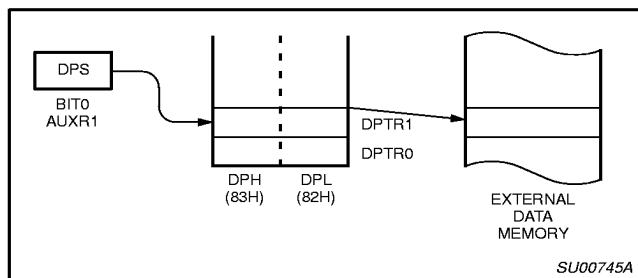 DPS
BIT0
AUXR1
DPTR1
DPTR0
DPH
(83H)
DPL
(82H)
EXTERNAL
DATA
MEMORY
SU00745A